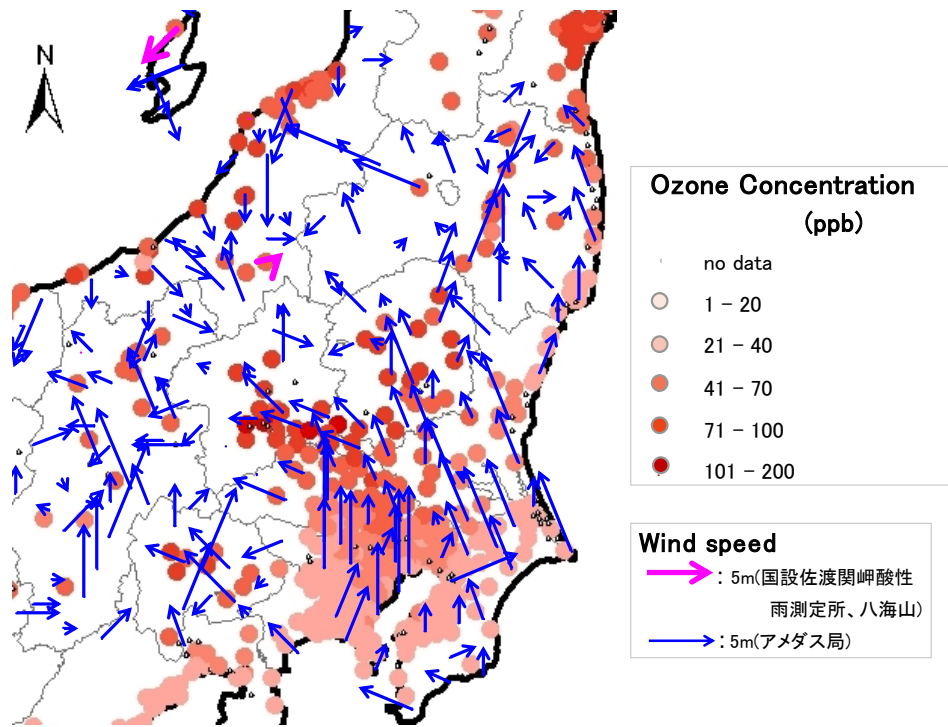 N
Ozone Concentration
(ppb)
no data
1 – 20
21 – 40
41 – 70
71 – 100
101 – 200
Wind speed
: 5m(国設佐渡関岬酸性
雨測定所、八海山)
: 5m(アメダス局)